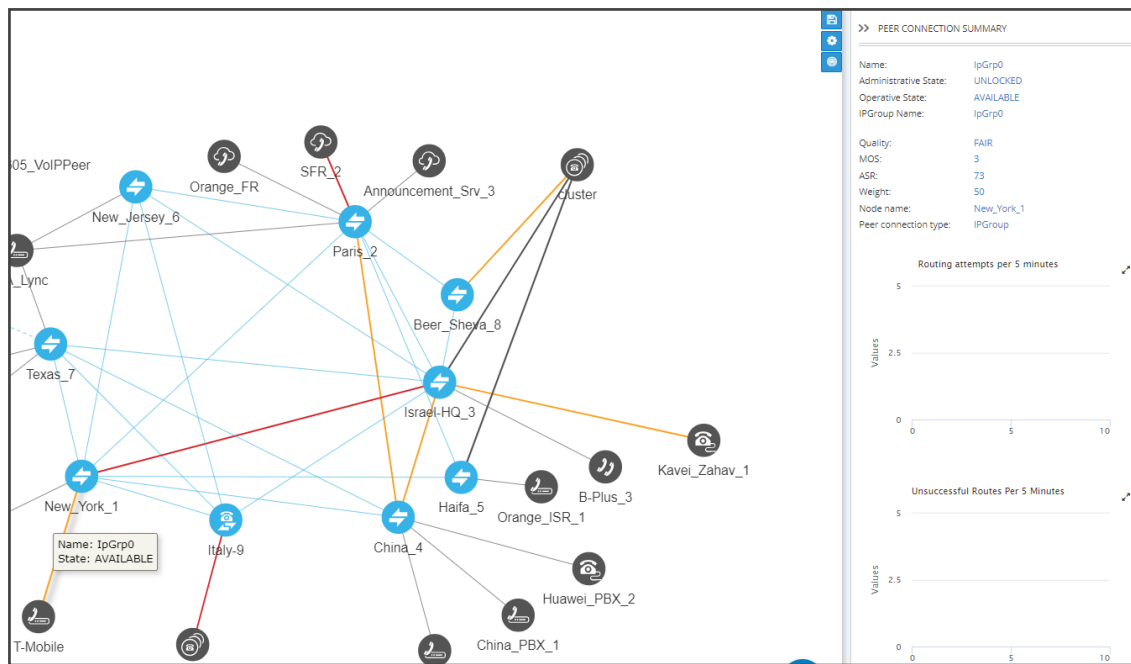 605_VoIPPeer
Orange_FR
SFR_2
Announcement_Srv_3
cluster
New_Jersey_6
Paris_2
A_Lync
Beer_Sheva_8
Texas_7
Israel-HQ_3
Kavei_Zahav_1
B-Plus_3
New_York_1
Haifa_5
Orange_ISR_1
Italy-9
China_4
Name: IpGrp0
State: AVAILABLE
Huawei_PBX_2
T-Mobile
China_PBX_1
PEER CONNECTION SUMMARY
Name: IpGrp0
Administrative State: UNLOCKED
Operative State: AVAILABLE
IPGroup Name: IpGrp0
Quality: FAIR
MOS: 3
ASR: 73
Weight: 50
Node name: New_York_1
Peer connection type: IPGroup
Routing attempts per 5 minutes
5
2.5
Values
0
0 5 10
Unsuccessful Routes Per 5 Minutes
5
2.5
Values
0
0 5 10